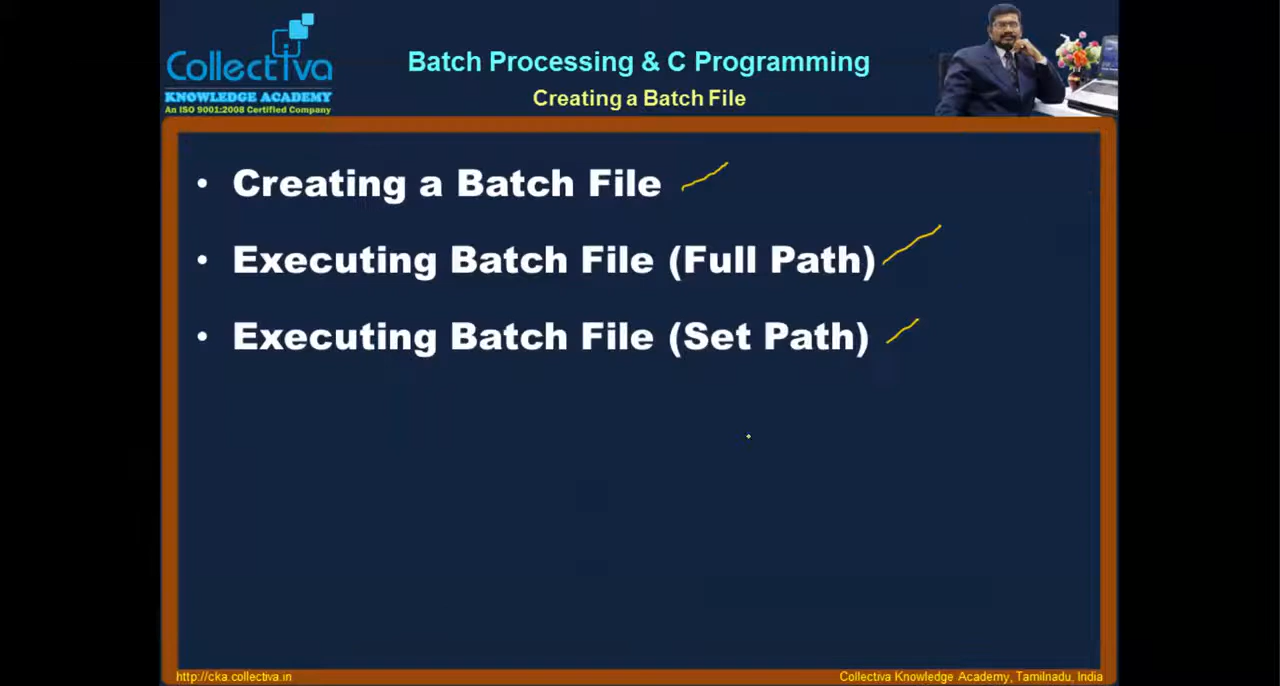 Collectiva
KNOWLEDGE ACADEMY
An ISO 9001:2008 Certified Company
Batch Processing & C Programming
Creating a Batch File
• Creating a Batch File
• Executing Batch File (Full Path)
• Executing Batch File (Set Path)
http://cka.collectiva.in
Collectiva Knowledge Academy, Tamilnadu, India